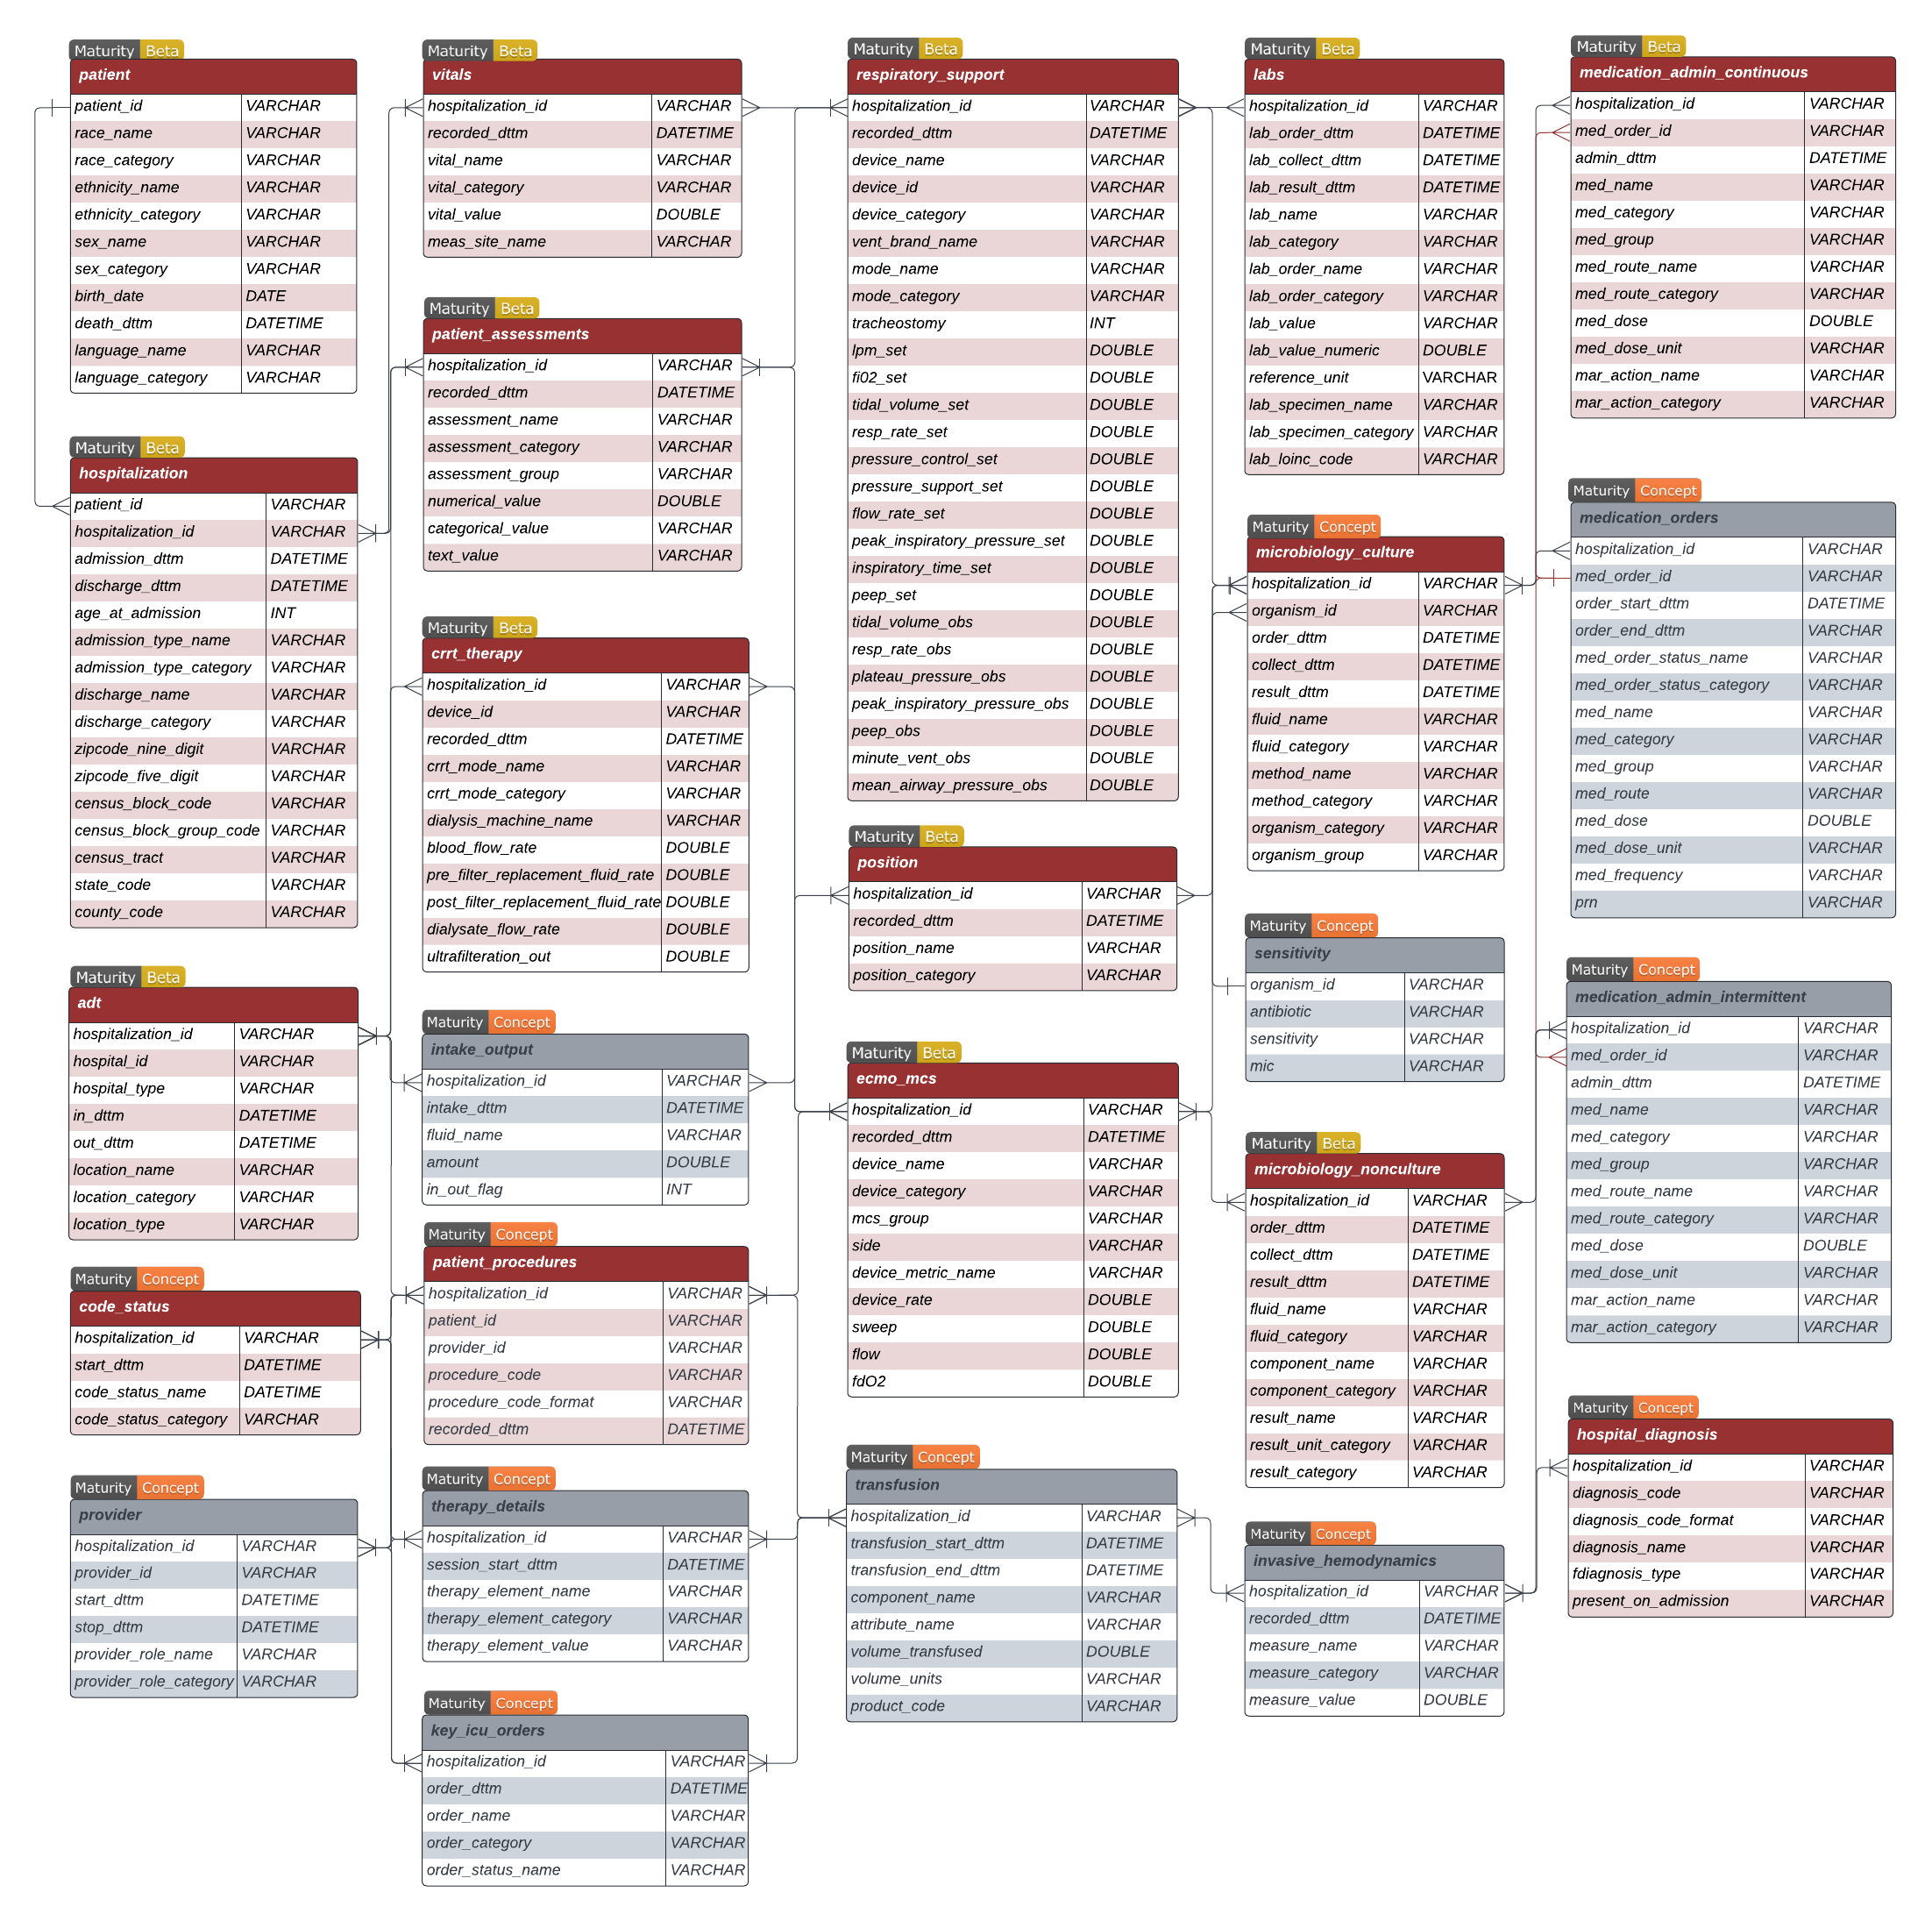 Maturity Beta
patient
patient_id VARCHAR
race_name VARCHAR
race_category VARCHAR
ethnicity_name VARCHAR
ethnicity_category VARCHAR
sex_name VARCHAR
sex_category VARCHAR
birth_date DATE
death_dttm DATETIME
language_name VARCHAR
language_category VARCHAR
Maturity Beta
hospitalization
patient_id VARCHAR
hospitalization_id VARCHAR
admission_dttm DATETIME
discharge_dttm DATETIME
age_at_admission INT
admission_type_name VARCHAR
admission_type_category VARCHAR
discharge_name VARCHAR
discharge_category VARCHAR
zipcode_nine_digit VARCHAR
zipcode_five_digit VARCHAR
census_block_code VARCHAR
census_block_group_code VARCHAR
census_tract VARCHAR
state_code VARCHAR
county_code VARCHAR
Maturity Beta
adt
hospitalization_id VARCHAR
hospital_id VARCHAR
hospital_type VARCHAR
in_dttm DATETIME
out_dttm DATETIME
location_name VARCHAR
location_category VARCHAR
location_type VARCHAR
Maturity Concept
code_status
hospitalization_id VARCHAR
start_dttm DATETIME
code_status_name DATETIME
code_status_category VARCHAR
Maturity Concept
provider
hospitalization_id VARCHAR
provider_id VARCHAR
start_dttm DATETIME
stop_dttm DATETIME
provider_role_name VARCHAR
provider_role_category VARCHAR
Maturity Beta
vitals
hospitalization_id VARCHAR
recorded_dttm DATETIME
vital_name VARCHAR
vital_category VARCHAR
vital_value DOUBLE
meas_site_name VARCHAR
Maturity Beta
patient_assessments
hospitalization_id VARCHAR
recorded_dttm DATETIME
assessment_name VARCHAR
assessment_category VARCHAR
assessment_group VARCHAR
numerical_value DOUBLE
categorical_value VARCHAR
text_value VARCHAR
Maturity Beta
crrt_therapy
hospitalization_id VARCHAR
device_id VARCHAR
recorded_dttm DATETIME
crrt_mode_name VARCHAR
crrt_mode_category VARCHAR
dialysis_machine_name VARCHAR
blood_flow_rate DOUBLE
pre_filter_replacement_fluid_rate DOUBLE
post_filter_replacement_fluid_rate DOUBLE
dialysate_flow_rate DOUBLE
ultrafilteration_out DOUBLE
Maturity Concept
intake_output
hospitalization_id VARCHAR
intake_dttm DATETIME
fluid_name VARCHAR
amount DOUBLE
in_out_flag INT
Maturity Concept
patient_procedures
hospitalization_id VARCHAR
patient_id VARCHAR
provider_id VARCHAR
procedure_code VARCHAR
procedure_code_format VARCHAR
recorded_dttm DATETIME
Maturity Concept
therapy_details
hospitalization_id VARCHAR
session_start_dttm DATETIME
therapy_element_name VARCHAR
therapy_element_category VARCHAR
therapy_element_value VARCHAR
Maturity Concept
key_icu_orders
hospitalization_id VARCHAR
order_dttm DATETIME
order_name VARCHAR
order_category VARCHAR
order_status_name VARCHAR
Maturity Beta
respiratory_support
hospitalization_id VARCHAR
recorded_dttm DATETIME
device_name VARCHAR
device_id VARCHAR
device_category VARCHAR
vent_brand_name VARCHAR
mode_name VARCHAR
mode_category VARCHAR
tracheostomy INT
lpm_set DOUBLE
fi02_set DOUBLE
tidal_volume_set DOUBLE
resp_rate_set DOUBLE
pressure_control_set DOUBLE
pressure_support_set DOUBLE
flow_rate_set DOUBLE
peak_inspiratory_pressure_set DOUBLE
inspiratory_time_set DOUBLE
peep_set DOUBLE
tidal_volume_obs DOUBLE
resp_rate_obs DOUBLE
plateau_pressure_obs DOUBLE
peak_inspiratory_pressure_obs DOUBLE
peep_obs DOUBLE
minute_vent_obs DOUBLE
mean_airway_pressure_obs DOUBLE
Maturity Beta
position
hospitalization_id VARCHAR
recorded_dttm DATETIME
position_name VARCHAR
position_category VARCHAR
Maturity Beta
ecmo_mcs
hospitalization_id VARCHAR
recorded_dttm DATETIME
device_name VARCHAR
device_category VARCHAR
mcs_group VARCHAR
side VARCHAR
device_metric_name VARCHAR
device_rate DOUBLE
sweep DOUBLE
flow DOUBLE
fdO2 DOUBLE
Maturity Concept
transfusion
hospitalization_id VARCHAR
transfusion_start_dttm DATETIME
transfusion_end_dttm DATETIME
component_name VARCHAR
attribute_name VARCHAR
volume_transfused DOUBLE
volume_units VARCHAR
product_code VARCHAR
Maturity Beta
labs
hospitalization_id VARCHAR
lab_order_dttm DATETIME
lab_collect_dttm DATETIME
lab_result_dttm DATETIME
lab_name VARCHAR
lab_category VARCHAR
lab_order_name VARCHAR
lab_order_category VARCHAR
lab_value VARCHAR
lab_value_numeric DOUBLE
reference_unit VARCHAR
lab_specimen_name VARCHAR
lab_specimen_category VARCHAR
lab_loinc_code VARCHAR
Maturity Concept
microbiology_culture
hospitalization_id VARCHAR
organism_id VARCHAR
order_dttm DATETIME
collect_dttm DATETIME
result_dttm DATETIME
fluid_name VARCHAR
fluid_category VARCHAR
method_name VARCHAR
method_category VARCHAR
organism_category VARCHAR
organism_group VARCHAR
Maturity Concept
sensitivity
organism_id VARCHAR
antibiotic VARCHAR
sensitivity VARCHAR
mic VARCHAR
Maturity Beta
microbiology_nonculture
hospitalization_id VARCHAR
order_dttm DATETIME
collect_dttm DATETIME
result_dttm DATETIME
fluid_name VARCHAR
fluid_category VARCHAR
component_name VARCHAR
component_category VARCHAR
result_name VARCHAR
result_unit_category VARCHAR
result_category VARCHAR
Maturity Concept
invasive_hemodynamics
hospitalization_id VARCHAR
recorded_dttm DATETIME
measure_name VARCHAR
measure_category VARCHAR
measure_value DOUBLE
Maturity Beta
medication_admin_continuous
hospitalization_id VARCHAR
med_order_id VARCHAR
admin_dttm DATETIME
med_name VARCHAR
med_category VARCHAR
med_group VARCHAR
med_route_name VARCHAR
med_route_category VARCHAR
med_dose DOUBLE
med_dose_unit VARCHAR
mar_action_name VARCHAR
mar_action_category VARCHAR
Maturity Concept
medication_orders
hospitalization_id VARCHAR
med_order_id VARCHAR
order_start_dttm DATETIME
order_end_dttm VARCHAR
med_order_status_name VARCHAR
med_order_status_category VARCHAR
med_name VARCHAR
med_category VARCHAR
med_group VARCHAR
med_route VARCHAR
med_dose DOUBLE
med_dose_unit VARCHAR
med_frequency VARCHAR
prn VARCHAR
Maturity Concept
medication_admin_intermittent
hospitalization_id VARCHAR
med_order_id VARCHAR
admin_dttm DATETIME
med_name VARCHAR
med_category VARCHAR
med_group VARCHAR
med_route_name VARCHAR
med_route_category VARCHAR
med_dose DOUBLE
med_dose_unit VARCHAR
mar_action_name VARCHAR
mar_action_category VARCHAR
Maturity Concept
hospital_diagnosis
hospitalization_id VARCHAR
diagnosis_code VARCHAR
diagnosis_code_format VARCHAR
diagnosis_name VARCHAR
fdiagnosis_type VARCHAR
present_on_admission VARCHAR